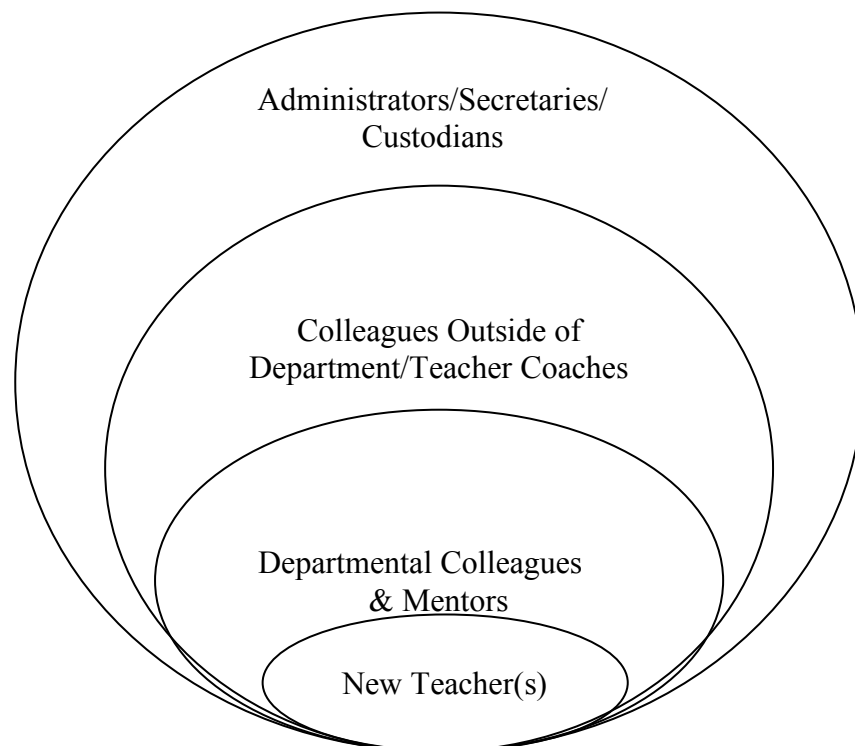 Administrators/Secretaries/
Custodians
Colleagues Outside of
Department/Teacher Coaches
Departmental Colleagues
& Mentors
New Teacher(s)